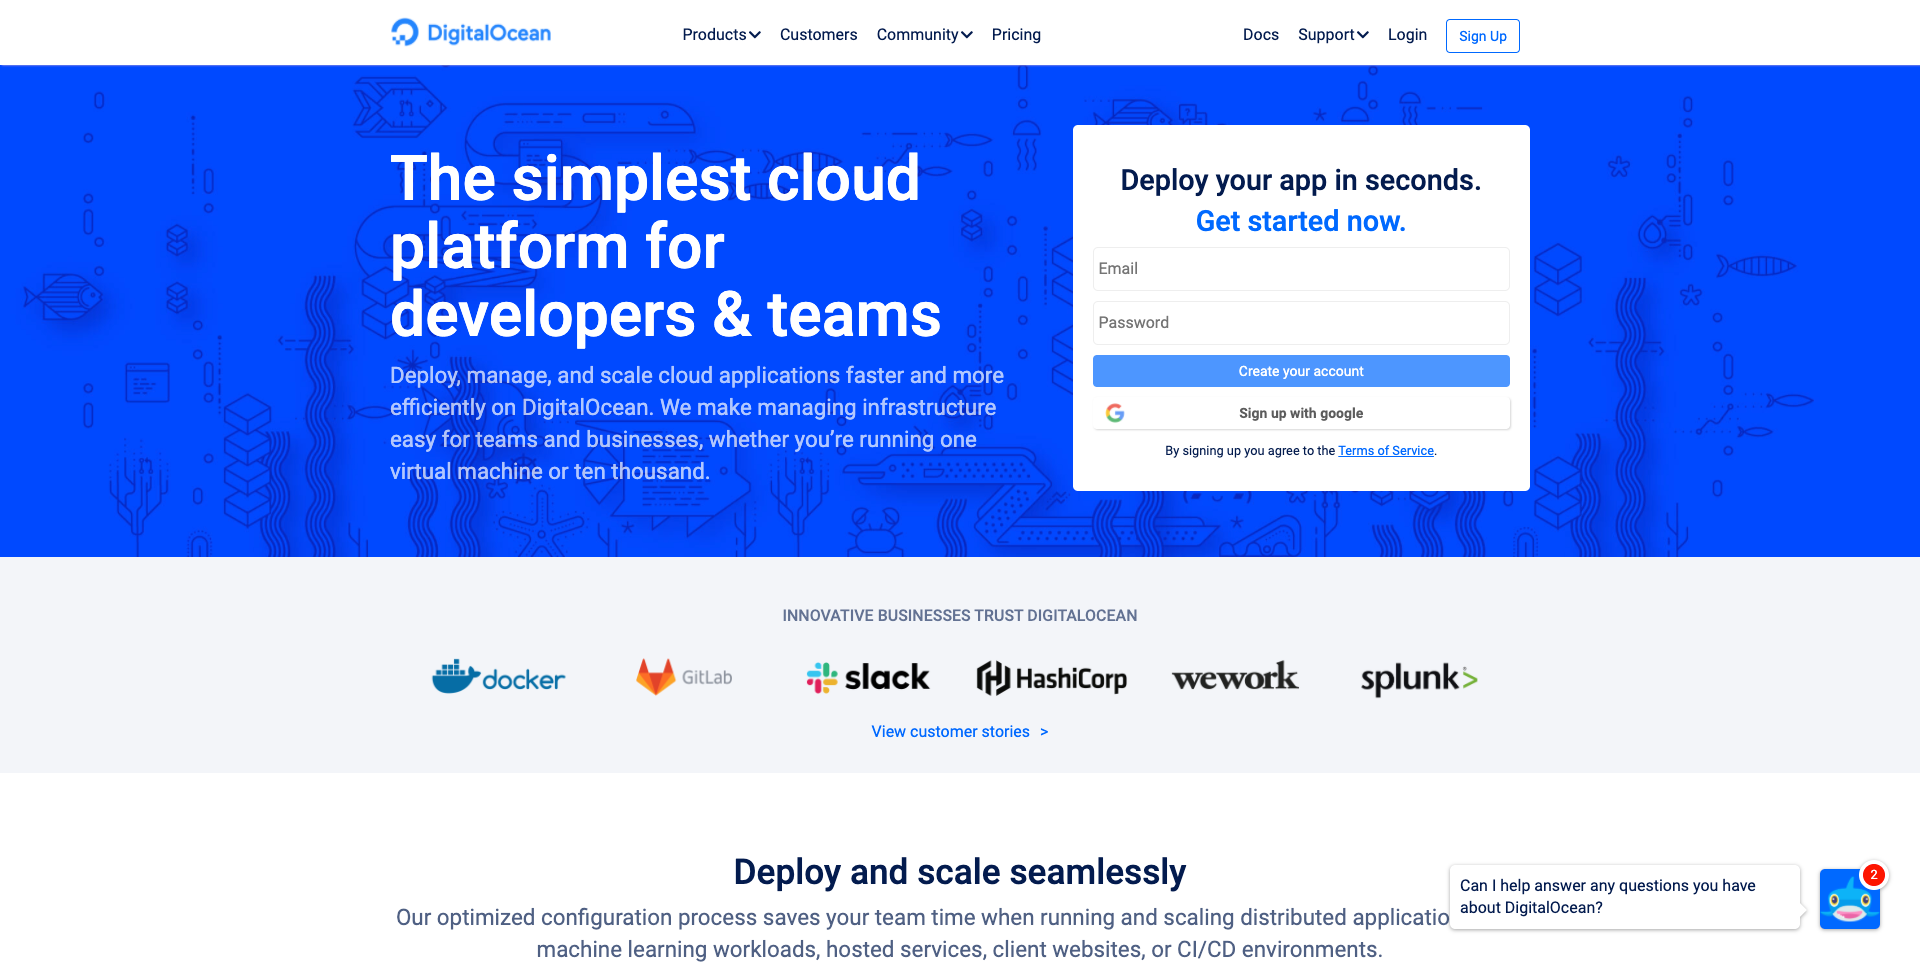 DigitalOcean
Products Customers Community Pricing
Docs Support Login Sign Up
The simplest cloud
platform for
developers & teams
Deploy, manage, and scale cloud applications faster and more
efficiently on DigitalOcean. We make managing infrastructure
easy for teams and businesses, whether you’re running one
virtual machine or ten thousand.
Deploy your app in seconds.
Get started now.
Email
Password
Create your account
Sign up with google
By signing up you agree to the Terms of Service.
INNOVATIVE BUSINESSES TRUST DIGITALOCEAN
docker GitLab slack HashiCorp wework splunk>
View customer stories >
Deploy and scale seamlessly
Our optimized configuration process saves your team time when running and scaling distributed
machine learning workloads, hosted services, client websites, or CI/CD environments.
Can I help answer any questions you have
about DigitalOcean?
2